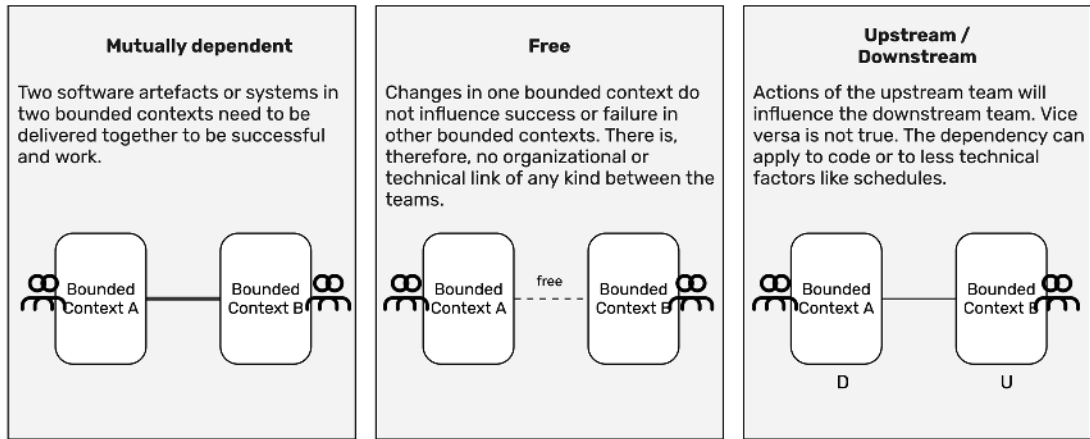 Mutually dependent
Two software artefacts or systems in
two bounded contexts need to be
delivered together to be successful
and work.
Bounded
Context A
Bounded
Context B
Free
Changes in one bounded context do
not influence success or failure in
other bounded contexts. There is,
therefore, no organizational or
technical link of any kind between the
teams.
Bounded
Context A
free
Bounded
Context B
Upstream /
Downstream
Actions of the upstream team will
influence the downstream team. Vice
versa is not true. The dependency can
apply to code or to less technical
factors like schedules.
Bounded
Context A
Bounded
Context B
D
U